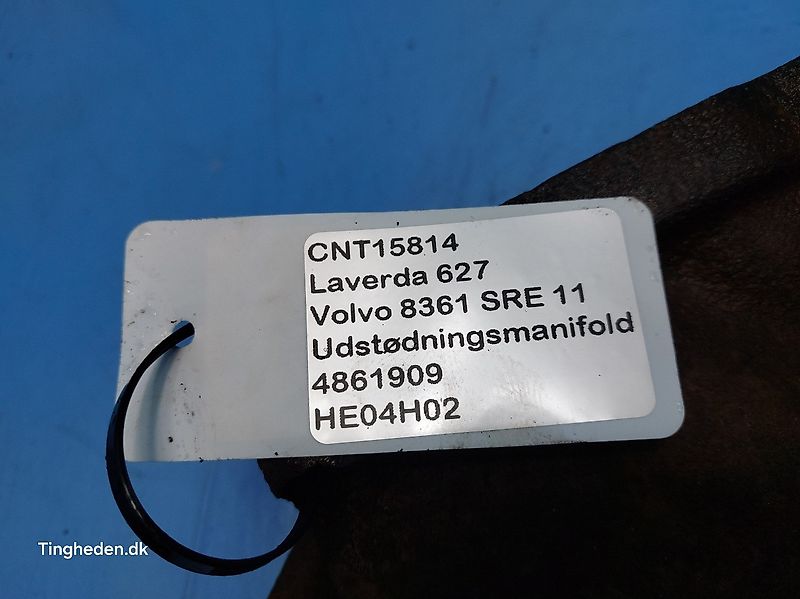 CNT15814
Laverda 627
Volvo 8361 SRE 11
Udstødningsmanifold
4861909
HE04H02
Tingheden.dk